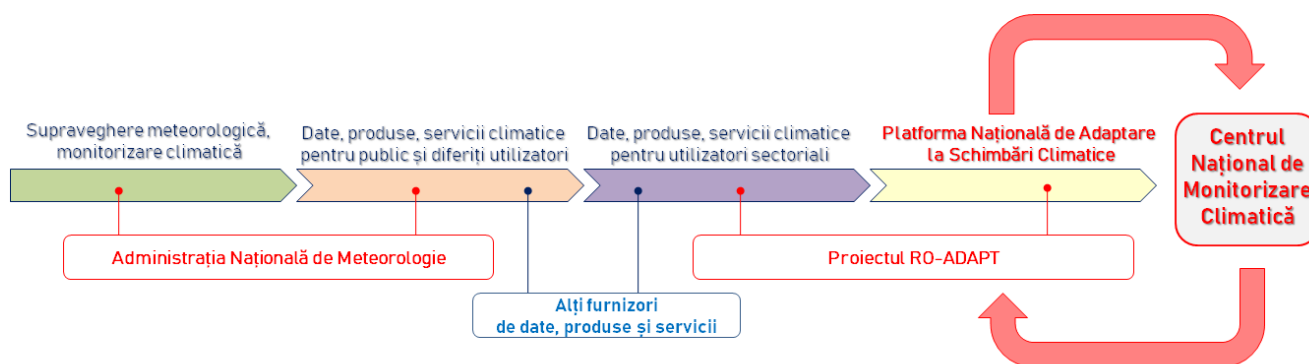 Supraveghere meteorologică,
monitorizare climatică
Date, produse, servicii climatice
pentru public și diferiți utilizatori
Date, produse, servicii climatice
pentru utilizatori sectoriali
Platforma Națională de Adaptare
la Schimbări Climatice
Centrul
Național de
Monitorizare
Climatică
Administrația Națională de Meteorologie
Proiectul RO-ADAPT
Alți furnizori
de date, produse și servicii